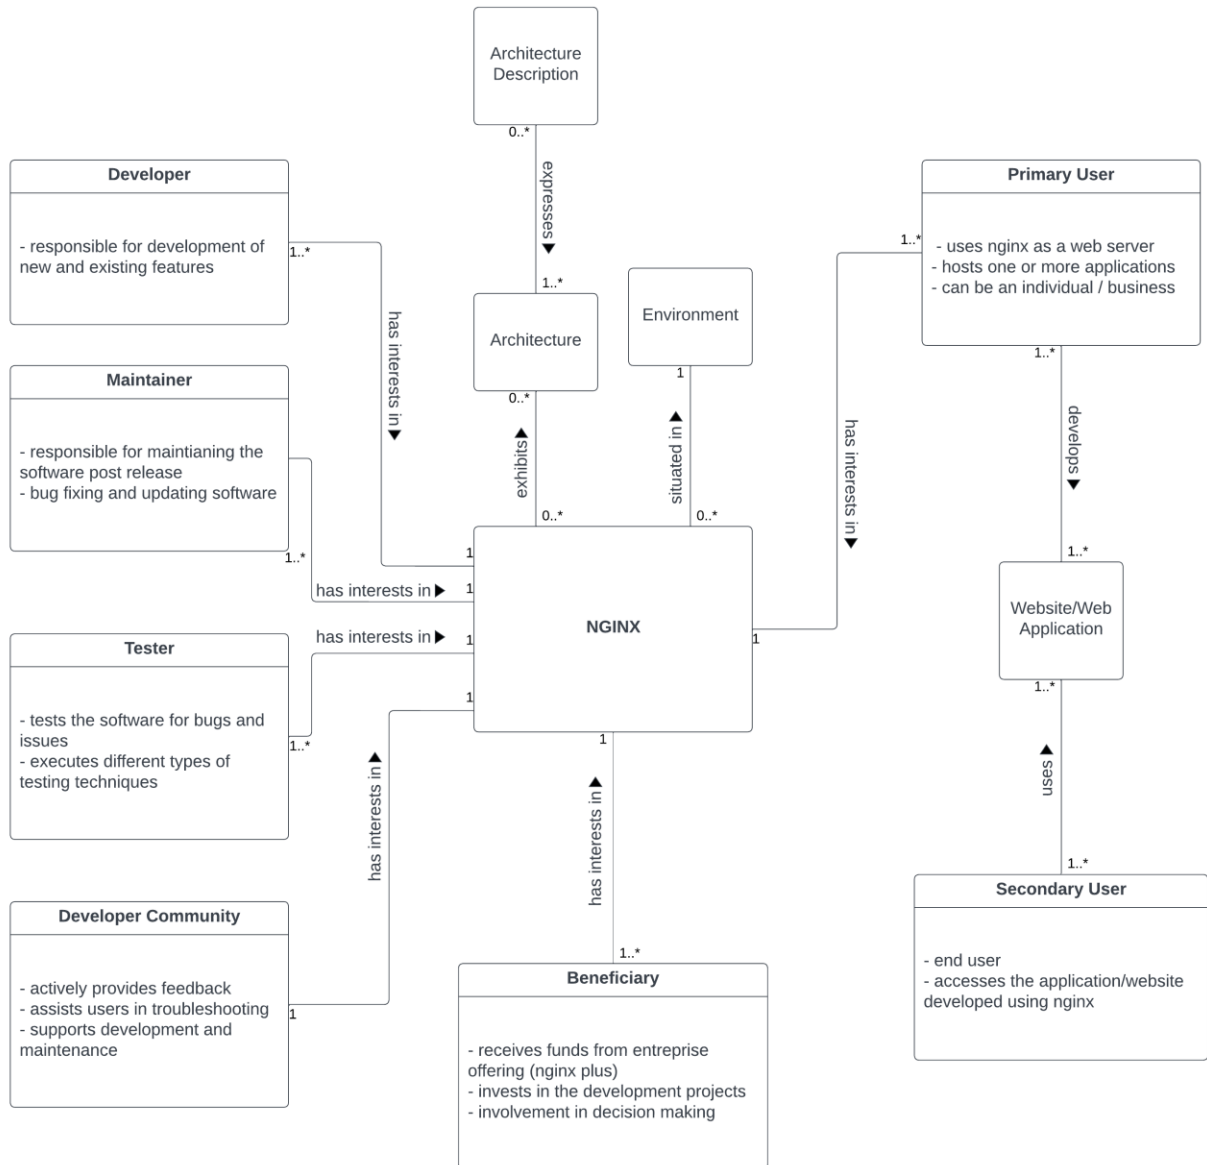 Architecture
Description
0..*
expresses
1..*
Architecture
0..*
exhibits
0..*
Environment
1
situated in
0..*
NGINX
Developer
- responsible for development of
new and existing features
1..*
has interests in
1
Maintainer
- responsible for maintianing the
software post release
- bug fixing and updating software
1..*
has interests in
1
Tester
- tests the software for bugs and
issues
- executes different types of
testing techniques
1..*
has interests in
1
Developer Community
- actively provides feedback
- assists users in troubleshooting
- supports development and
maintenance
1
has interests in
1
Beneficiary
- receives funds from entreprise
offering (nginx plus)
- invests in the development projects
- involvement in decision making
1..*
has interests in
1
Primary User
- uses nginx as a web server
- hosts one or more applications
- can be an individual / business
1..*
has interests in
1
1..*
develops
1..*
Website/Web
Application
1..*
uses
1..*
Secondary User
- end user
- accesses the application/website
developed using nginx